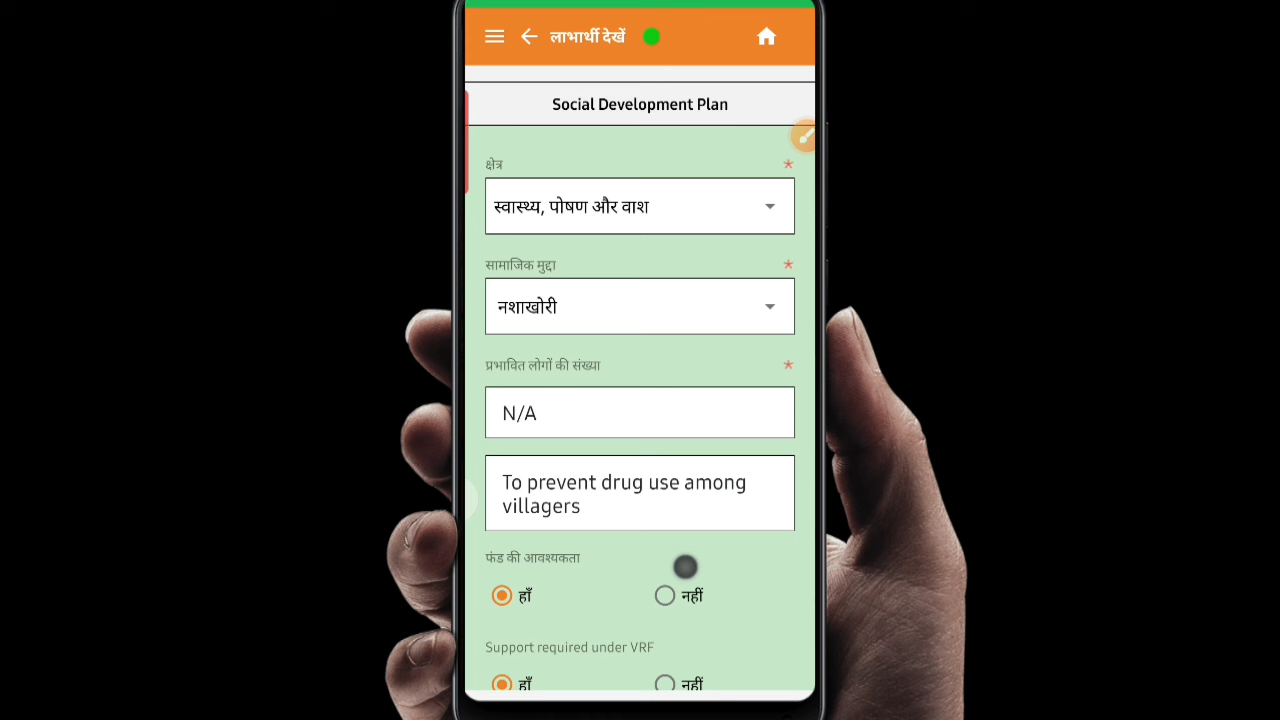 लाभार्थी देखें
Social Development Plan
क्षेत्र *
स्वास्थ्य, पोषण और वाश
सामाजिक मुद्दा *
नशाखोरी
प्रभावित लोगों की संख्या *
N/A
To prevent drug use among
villagers
फंड की आवश्यकता
हाँ नहीं
Support required under VRF
हाँ नहीं